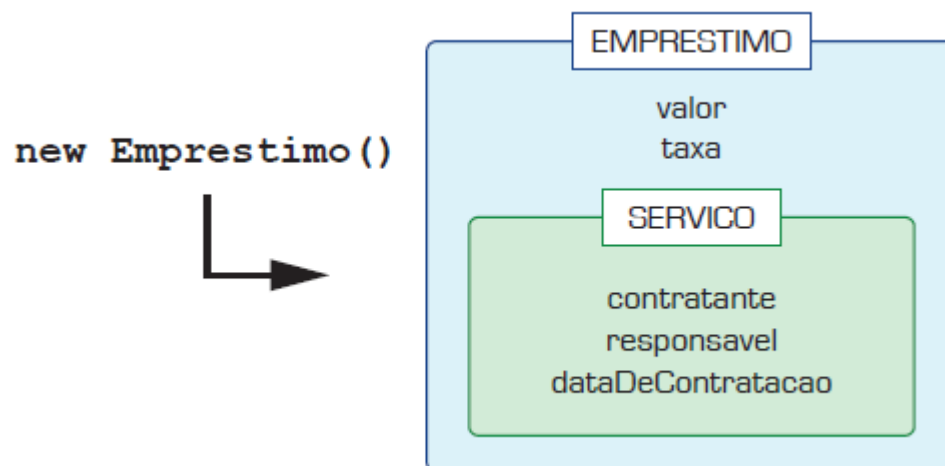 EMPRESTIMO
valor
taxa
new Emprestimo()
SERVICO
contratante
responsavel
dataDeContratacao